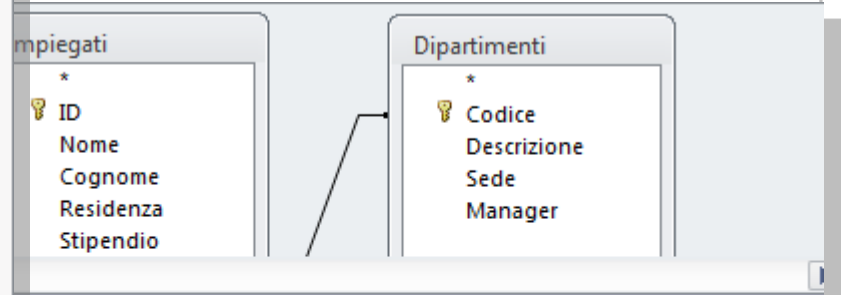 mpiegati
*
ID
Nome
Cognome
Residenza
Stipendio
Dipartimenti
*
Codice
Descrizione
Sede
Manager